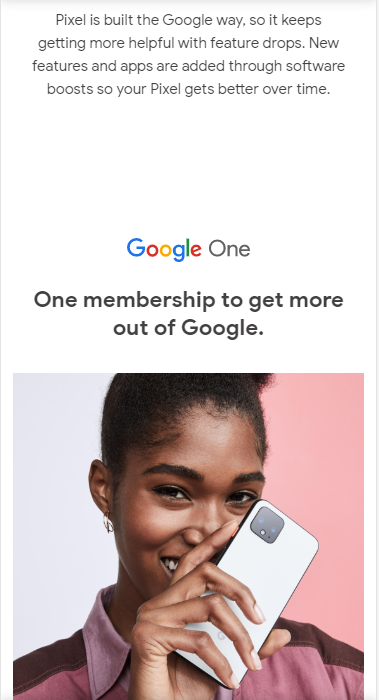 Pixel is built the Google way, so it keeps
getting more helpful with feature drops. New
features and apps are added through software
boosts so your Pixel gets better over time.
Google One
One membership to get more
out of Google.
G